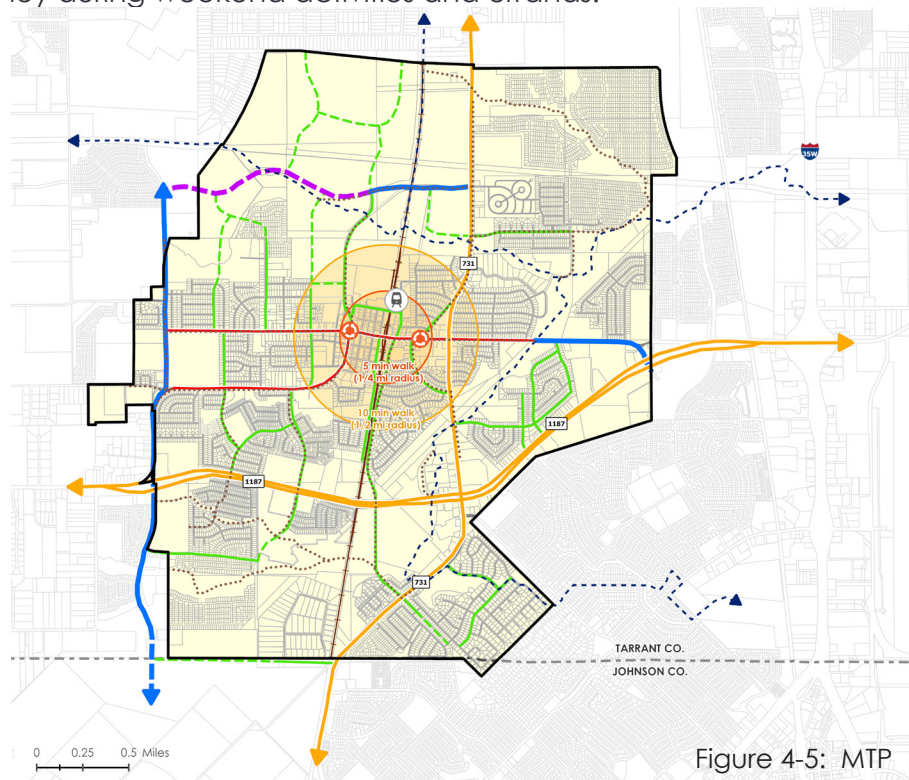 ley during weekend activities and errands.
35W
731
5 min walk
(1/4 mi radius)
10 min walk
(1/2 mi radius)
1187
1187
731
TARRANT CO.
JOHNSON CO.
0 0.25 0.5 Miles
Figure 4-5: MTP